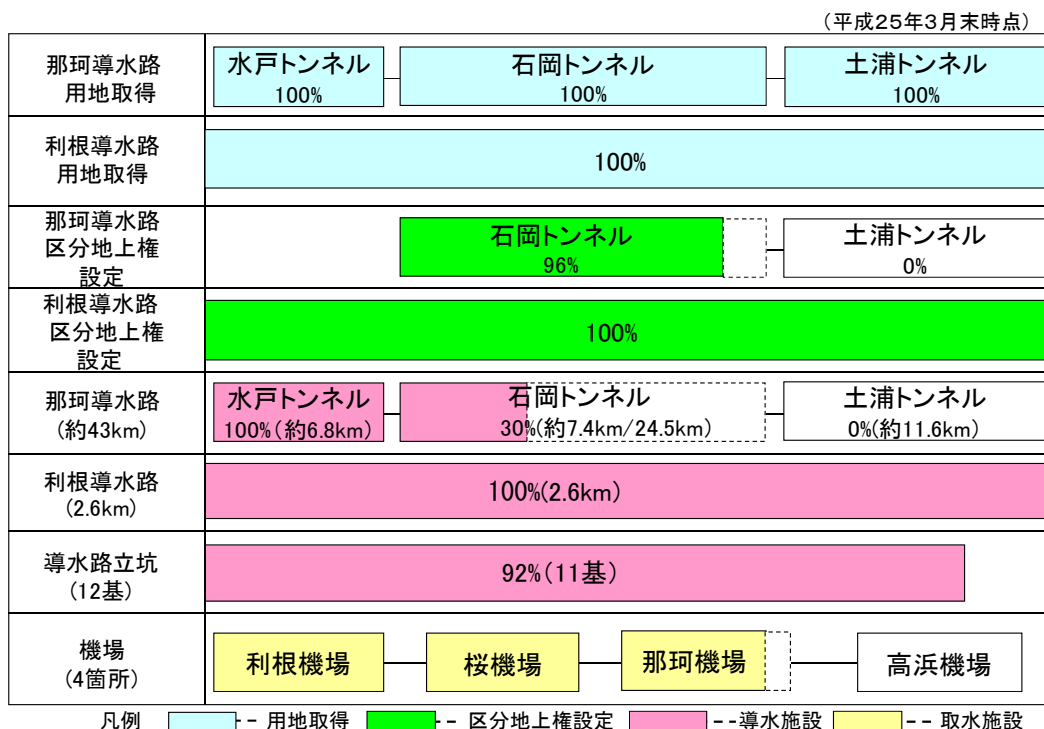 （平成25年3月末時点）
那珂導水路
用地取得
水戸トンネル
100%
石岡トンネル
100%
土浦トンネル
100%
利根導水路
用地取得
100%
那珂導水路
区分地上権
設定
石岡トンネル
96%
土浦トンネル
0%
利根導水路
区分地上権
設定
100%
那珂導水路
(約43km)
水戸トンネル
100%(約6.8km)
石岡トンネル
30%(約7.4km/24.5km)
土浦トンネル
0%(約11.6km)
利根導水路
(2.6km)
100%(2.6km)
導水路立坑
(12基)
92%(11基)
機場
(4箇所)
利根機場
桜機場
那珂機場
高浜機場
凡例 -- 用地取得 -- 区分地上権設定 --導水施設 -- 取水施設